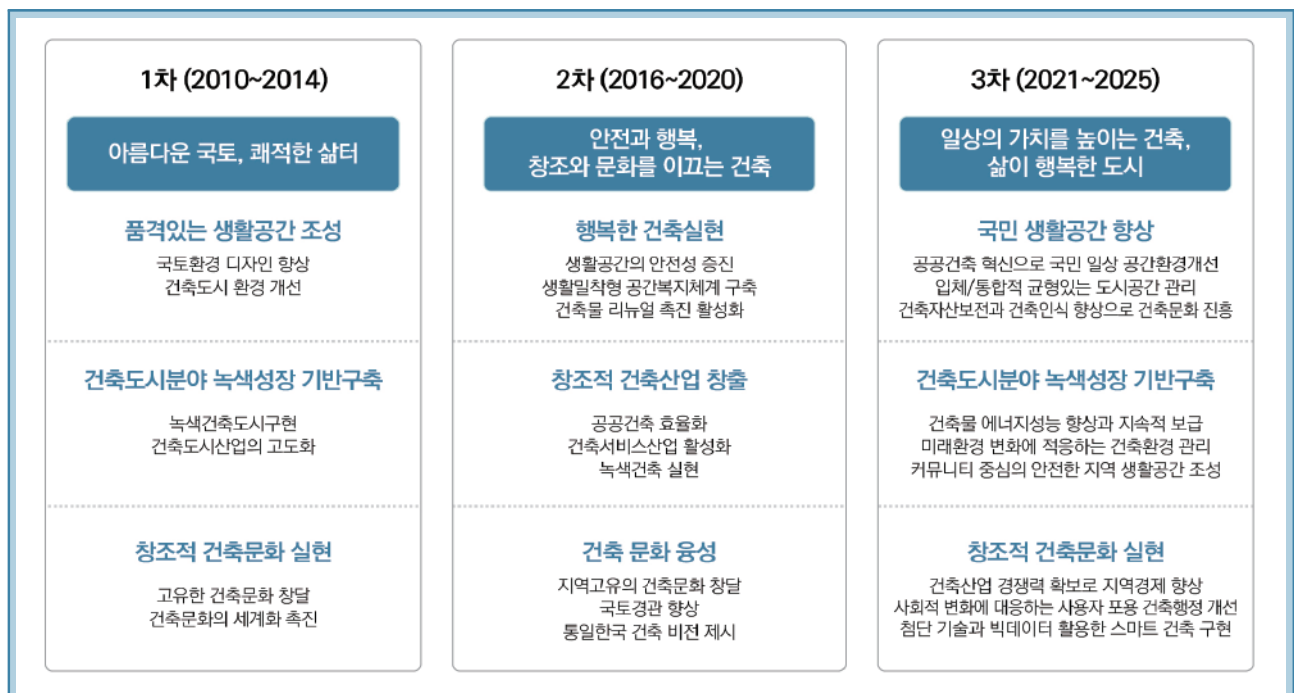 1차 (2010~2014)
아름다운 국토, 쾌적한 삶터
품격있는 생활공간 조성
국토환경 디자인 향상
건축도시 환경 개선
건축도시분야 녹색성장 기반구축
녹색건축도시구현
건축도시산업의 고도화
창조적 건축문화 실현
고유한 건축문화 창달
건축문화의 세계화 촉진
2차 (2016~2020)
안전과 행복,
창조와 문화를 이끄는 건축
행복한 건축실현
생활공간의 안전성 증진
생활밀착형 공간복지체계 구축
건축물 리뉴얼 촉진 활성화
창조적 건축산업 창출
공공건축 효율화
건축서비스산업 활성화
녹색건축 실현
건축 문화 융성
지역고유의 건축문화 창달
국토경관 향상
통일한국 건축 비전 제시
3차 (2021~2025)
일상의 가치를 높이는 건축,
삶이 행복한 도시
국민 생활공간 향상
공공건축 혁신으로 국민 일상 공간환경개선
입체/통합적 균형있는 도시공간 관리
건축자산보전과 건축인식 향상으로 건축문화 진흥
건축도시분야 녹색성장 기반구축
건축물 에너지성능 향상과 지속적 보급
미래환경 변화에 적응하는 건축환경 관리
커뮤니티 중심의 안전한 지역 생활공간 조성
창조적 건축문화 실현
건축산업 경쟁력 확보로 지역경제 향상
사회적 변화에 대응하는 사용자 포용 건축행정 개선
첨단 기술과 빅데이터 활용한 스마트 건축 구현